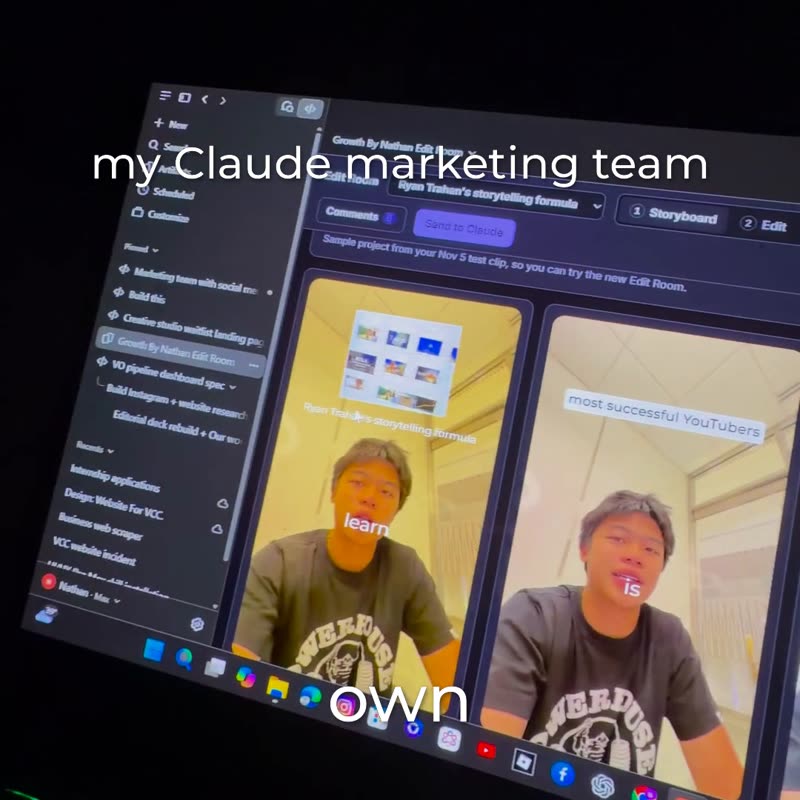 my Claude marketing team
New
Scheduled
Customize
Pinned
Marketing team with social me
Build this
Creative studio waitlist landing pag
Growth By Nathan Edit Room
VO pipeline dashboard spec
Build Instagram + website research
Editorial deck rebuild + Our wo
Recents
Internship applications
Design: Website For VCC
Business web scraper
VCC website incident
Nathan · Max
Growth By Nathan Edit Room
Edit Room
Ryan Trahan's storytelling formula
1 Storyboard
2 Edit
Comments
Send to Claude
Sample project from your Nov 5 test clip, so you can try the new Edit Room.
Ryan Trahan's storytelling formula
learn
most successful YouTubers
is
own